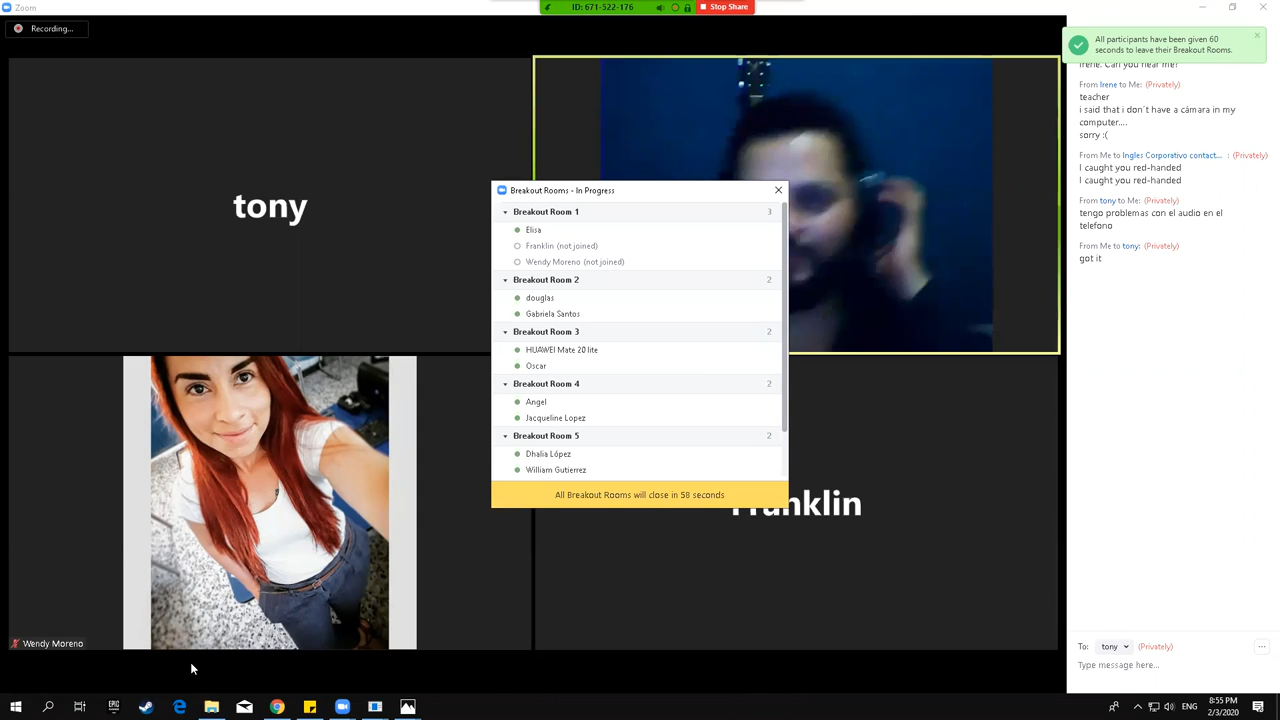 Zoom
ID: 671-522-176
Stop Share
Recording...
All participants have been given 60
seconds to leave their Breakout Rooms.
Irene. Can you hear me?
From Irene to Me: (Privately)
teacher
i said that i don´t have a cámara in my
computer....
sorry :(
From Me to Ingles Corporativo contact... : (Privately)
I caught you red-handed
I caught you red-handed
From tony to Me: (Privately)
tengo problemas con el audio en el
telefono
From Me to tony: (Privately)
got it
tony
Breakout Rooms - In Progress
Breakout Room 1 3
Elisa
Franklin (not joined)
Wendy Moreno (not joined)
Breakout Room 2 2
douglas
Gabriela Santos
Breakout Room 3 2
HUAWEI Mate 20 lite
Oscar
Breakout Room 4 2
Angel
Jacqueline Lopez
Breakout Room 5 2
Dhalia López
William Gutierrez
All Breakout Rooms will close in 58 seconds
Franklin
Wendy Moreno
To: tony (Privately)
Type message here...
EPIC
ENG
8:55 PM
2/3/2020